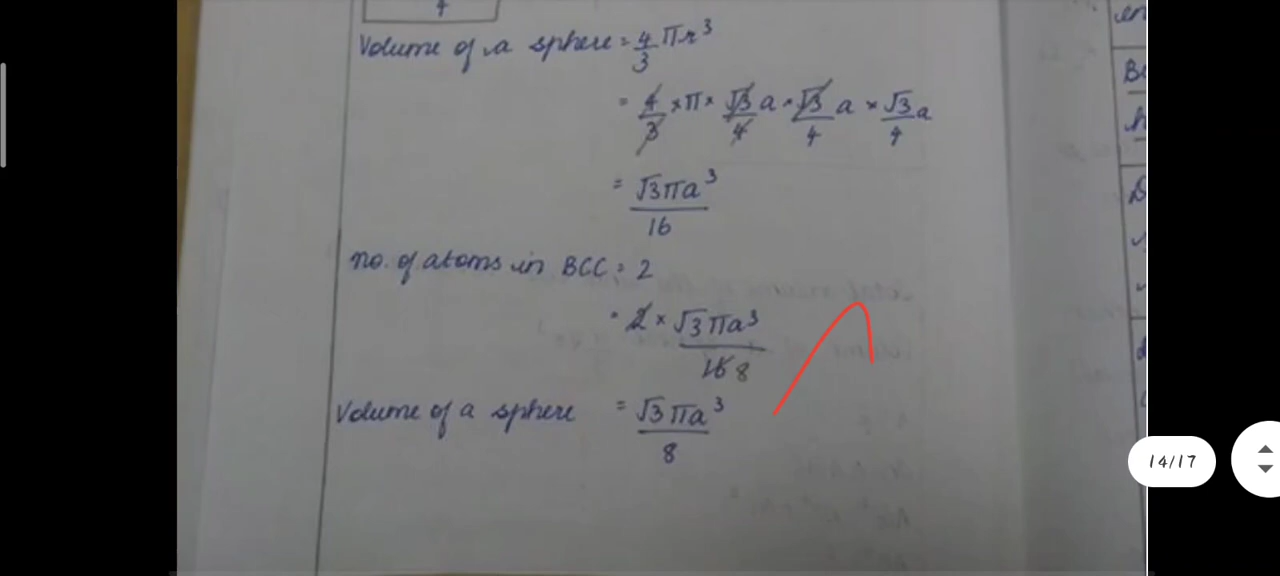 4
Volume of a sphere = 4/3 πr³
= 4/3 × π × √3/4 a × √3/4 a × √3/4 a
= √3πa³/16
no. of atoms in BCC = 2
= 2 × √3πa³/16 8
Volume of a sphere = √3πa³/8
14/17